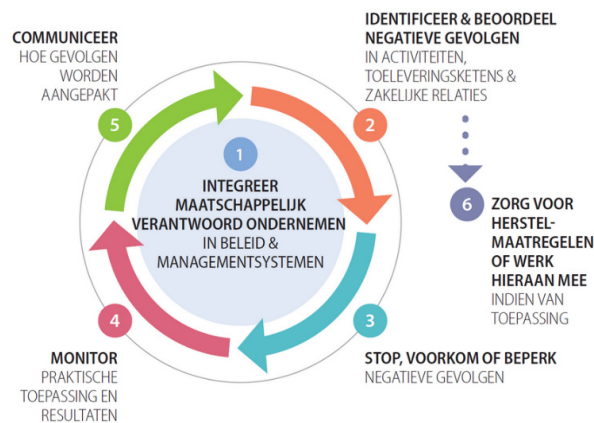 COMMUNICEER
HOE GEVOLGEN
WORDEN
AANGEPAKT
5
IDENTIFICEER & BEOORDEEL
NEGATIEVE GEVOLGEN
IN ACTIVITEITEN,
TOELEVERINGSKETENS &
ZAKELIJKE RELATIES
2
1
INTEGREER
MAATSCHAPPELIJK
VERANTWOORD ONDERNEMEN
IN BELEID &
MANAGEMENTSYSTEMEN
6
ZORG VOOR
HERSTEL-
MAATREGELEN
OF WERK
HIERAAN MEE
INDIEN VAN
TOEPASSING
4
MONITOR
PRAKTISCHE
TOEPASSING EN
RESULTATEN
3
STOP, VOORKOM OF BEPERK
NEGATIEVE GEVOLGEN